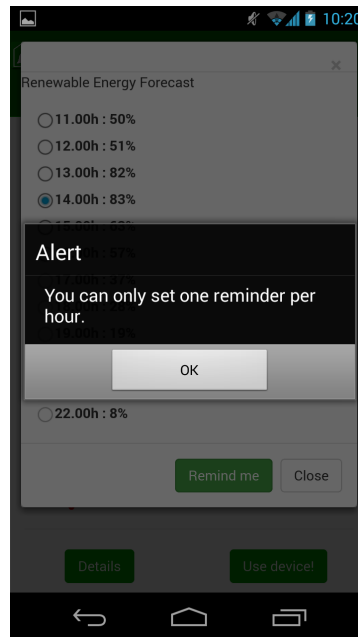 10:20
×
Renewable Energy Forecast
11.00h : 50%
12.00h : 51%
13.00h : 82%
14.00h : 83%
Alert
You can only set one reminder per
hour.
OK
22.00h : 8%
Remind me Close
Details Use device!